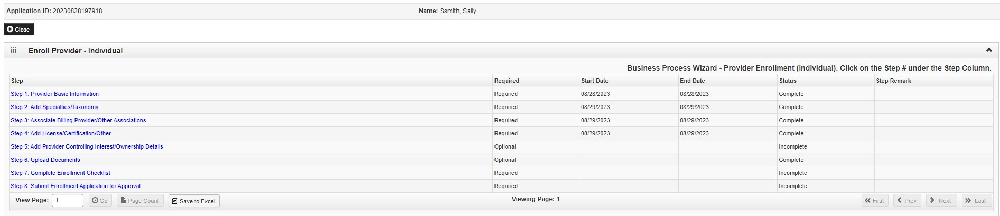 Application ID: 20230828197918 Name: Ssmith, Sally
Close
Enroll Provider - Individual
Business Process Wizard - Provider Enrollment (Individual). Click on the Step # under the Step Column.
Step Required Start Date End Date Status Step Remark
Step 1: Provider Basic Information Required 08/28/2023 08/28/2023 Complete
Step 2: Add Specialties/Taxonomy Required 08/29/2023 08/29/2023 Complete
Step 3: Associate Billing Provider/Other Associations Required 08/29/2023 08/29/2023 Complete
Step 4: Add License/Certification/Other Required 08/29/2023 08/29/2023 Complete
Step 5: Add Provider Controlling Interest/Ownership Details Optional Incomplete
Step 6: Upload Documents Optional Complete
Step 7: Complete Enrollment Checklist Required Incomplete
Step 8: Submit Enrollment Application for Approval Required Incomplete
View Page: 1 Go Page Count Save to Excel Viewing Page: 1 First Prev Next Last